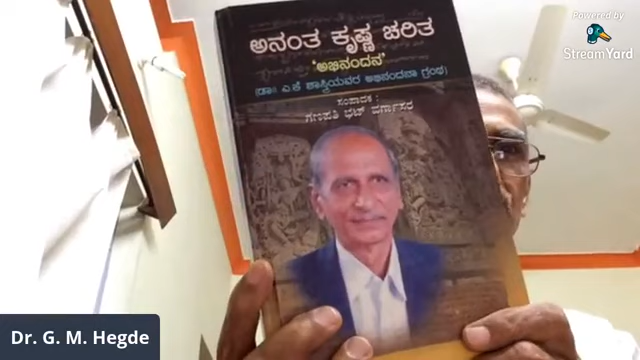 ಅನಂತ ಕೃಷ್ಣ ಚರಿತ
'ಅಭಿನಂದನ'
(ಡಾ: ಎ.ಕೆ ಶಾಸ್ತ್ರಿಯವರ ಅಭಿನಂದನಾ ಗ್ರಂಥ)
ಸಂಪಾದಕ :
ಗಣಪತಿ ಭಟ್ ವರ್ಗಾಸರ
Powered by
StreamYard
Dr. G. M. Hegde